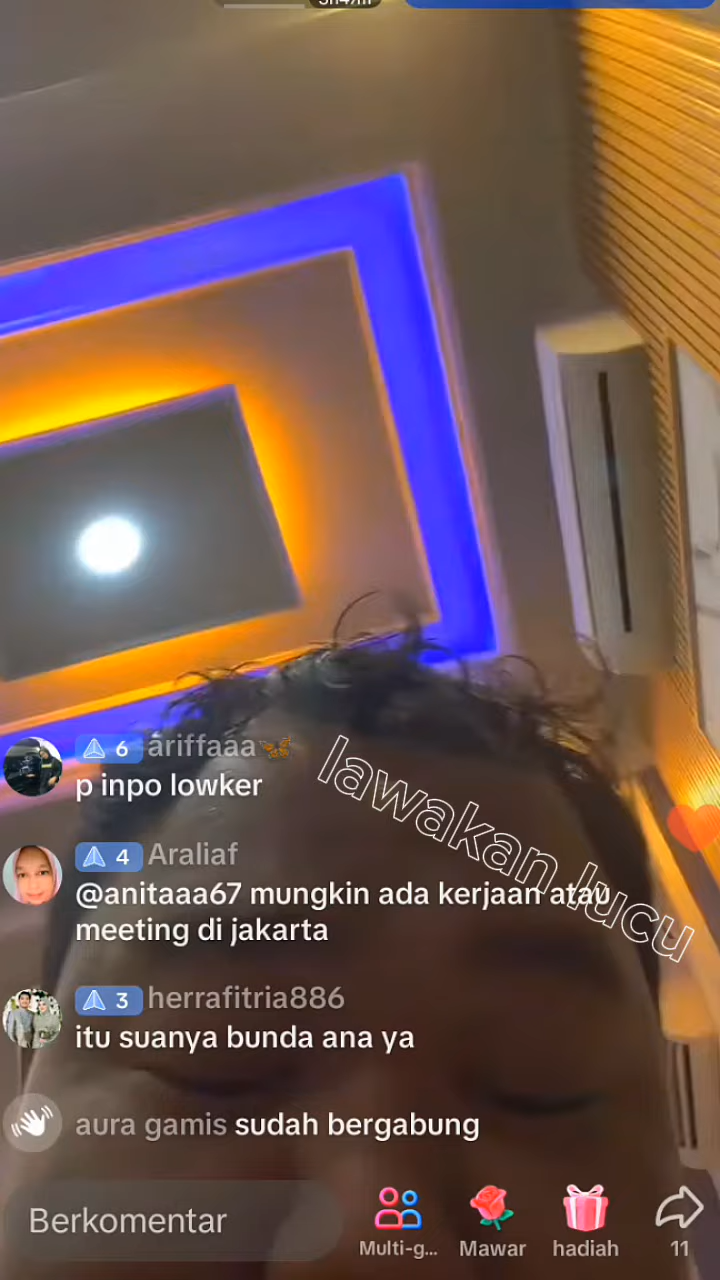 ariffaaa
6
p inpo lowker
lawakan lucu
4
Araliaf
@anitaaa67 mungkin ada kerjaan atau
meeting di jakarta
3
herrafitria886
itu suanya bunda ana ya
aura gamis sudah bergabung
Berkomentar
Multi-g...
Mawar
hadiah
11